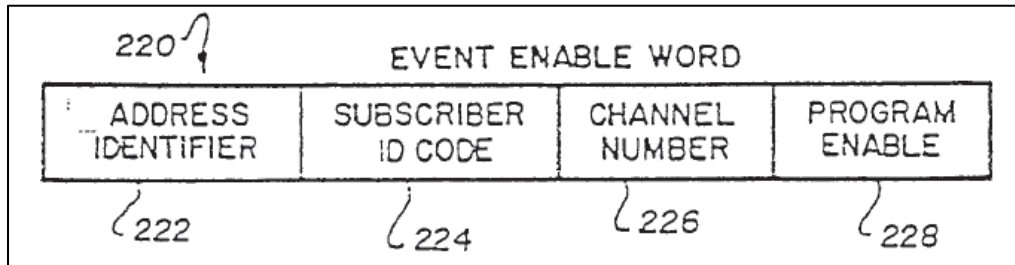 220
EVENT ENABLE WORD
ADDRESS IDENTIFIER
SUBSCRIBER ID CODE
CHANNEL NUMBER
PROGRAM ENABLE
222
224
226
228